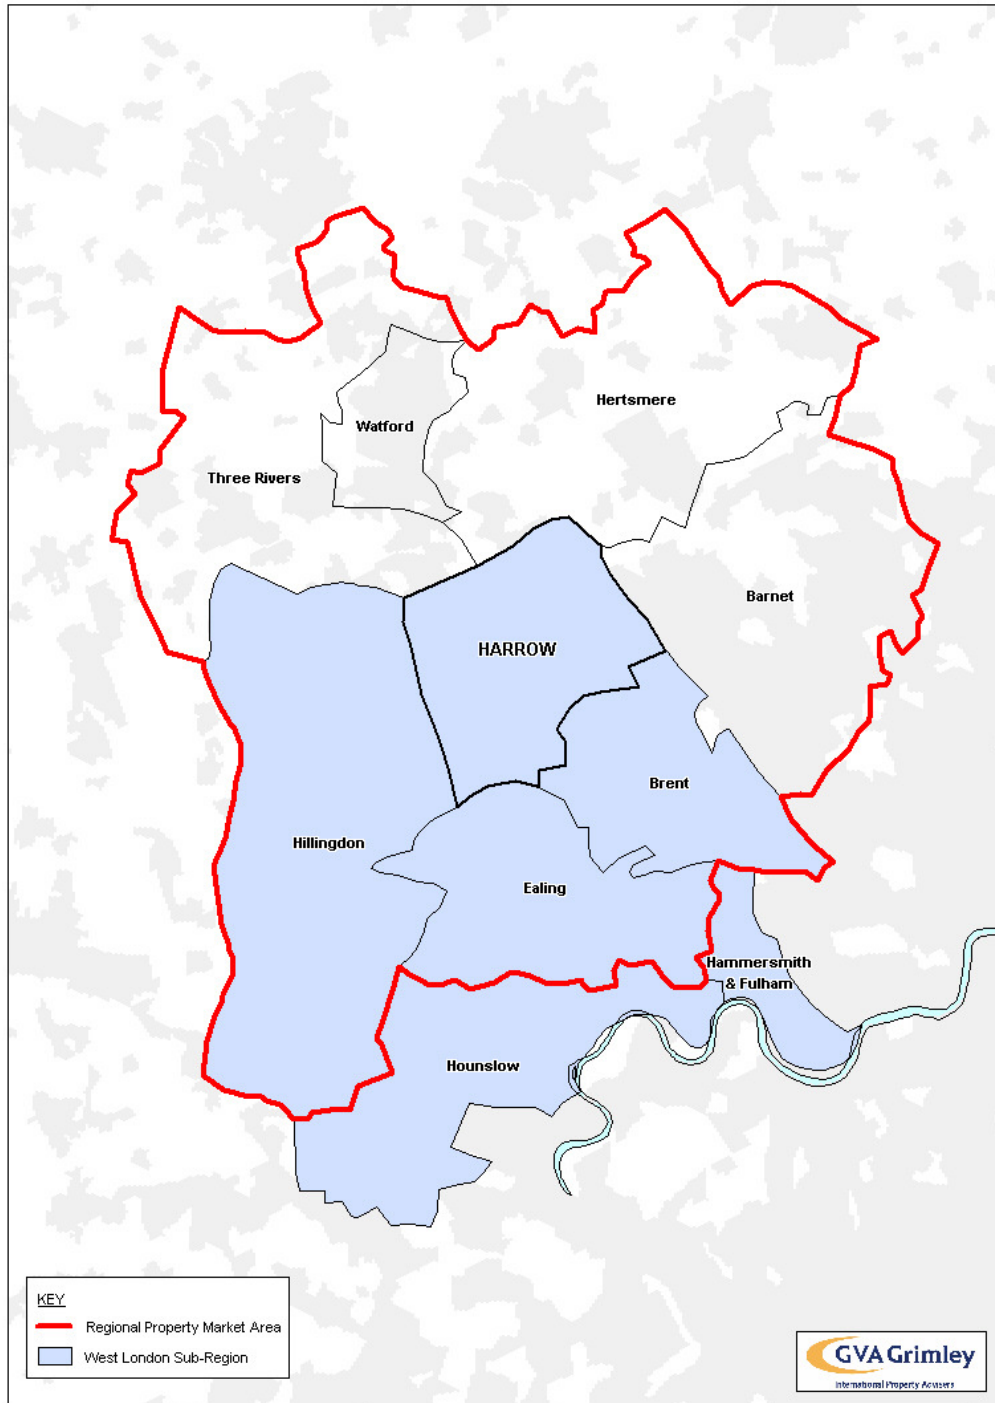 Hertsmere
Watford
Three Rivers
Barnet
HARROW
Brent
Hillingdon
Ealing
Hammersmith
& Fulham
Hounslow
KEY
Regional Property Market Area
West London Sub-Region
GVA Grimley
International Property Advisers